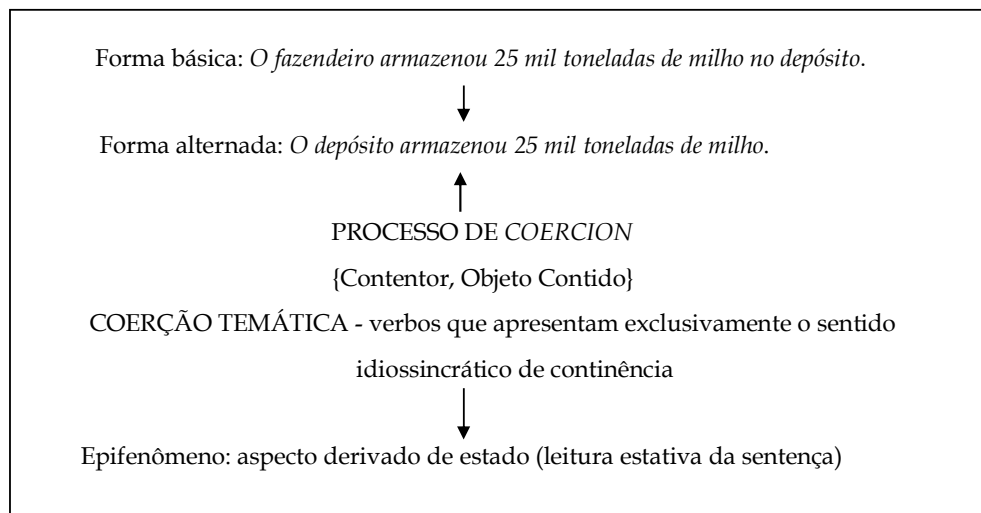 Forma básica: O fazendeiro armazenou 25 mil toneladas de milho no depósito.
Forma alternada: O depósito armazenou 25 mil toneladas de milho.
PROCESSO DE COERCION
{Contentor, Objeto Contido}
COERÇÃO TEMÁTICA - verbos que apresentam exclusivamente o sentido
idiossincrático de continência
Epifenômeno: aspecto derivado de estado (leitura estativa da sentença)